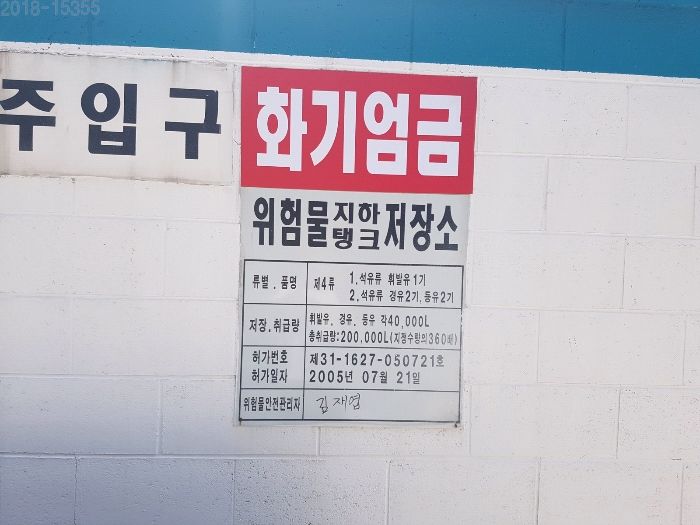 2018-15355
주입구
화기엄금
위험물 지하탱크 저장소
류별.품명 제4류 1.석유류 휘발유1기
2.석유류 경유2기,등유2기
저장.취급량 휘발유. 경유. 등유 각40,000L
총취급량:200.000L(지정수량의360배)
허가번호 제31-1627-050721호
허가일자 2005년 07월 21일
위험물안전관리자 김재엽